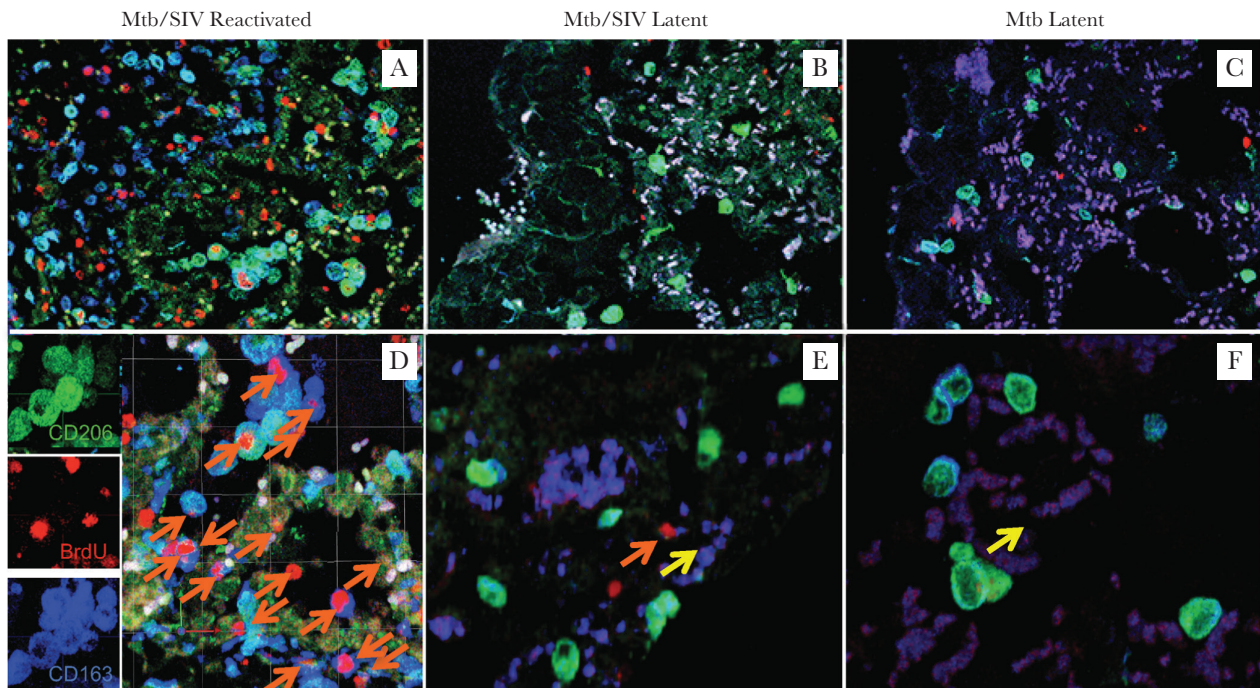 Mtb/SIV Reactivated
Mtb/SIV Latent
Mtb Latent
A
B
C
D
E
F
CD206
BrdU
CD163